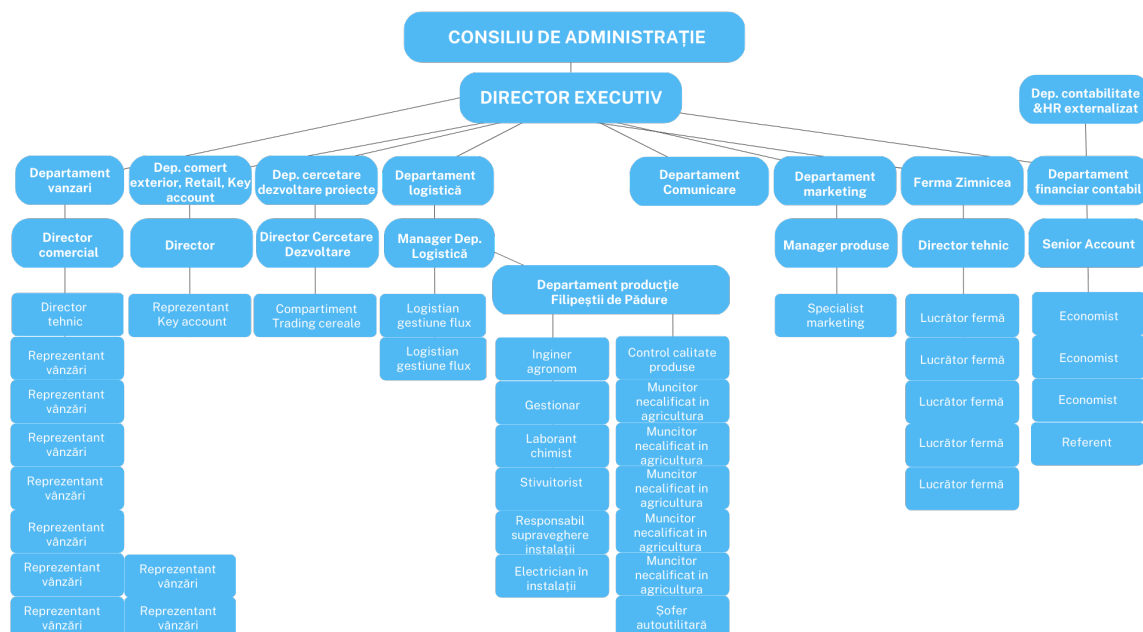 CONSILIU DE ADMINISTRAȚIE
DIRECTOR EXECUTIV
Dep. contabilitate
&HR externalizat
Departament
vanzari
Dep. comert
exterior, Retail, Key
account
Dep. cercetare
dezvoltare proiecte
Departament
logistică
Departament
Comunicare
Departament
marketing
Ferma Zimnicea
Departament
financiar contabil
Director
comercial
Director
Director Cercetare
Dezvoltare
Manager Dep.
Logistică
Manager produse
Director tehnic
Senior Account
Departament producție
Filipeștii de Pădure
Director
tehnic
Reprezentant
vânzări
Reprezentant
vânzări
Reprezentant
vânzări
Reprezentant
vânzări
Reprezentant
vânzări
Reprezentant
vânzări
Reprezentant
vânzări
Reprezentant
Key account
Reprezentant
vânzări
Reprezentant
vânzări
Compartiment
Trading cereale
Logistian
gestiune flux
Logistian
gestiune flux
Inginer
agronom
Gestionar
Laborant
chimist
Stivuitorist
Responsabil
supraveghere
instalații
Electrician în
instalații
Control calitate
produse
Muncitor
necalificat in
agricultura
Muncitor
necalificat in
agricultura
Muncitor
necalificat in
agricultura
Muncitor
necalificat in
agricultura
Muncitor
necalificat in
agricultura
Șofer
autoutilitară
Specialist
marketing
Lucrător fermă
Lucrător fermă
Lucrător fermă
Lucrător fermă
Lucrător fermă
Economist
Economist
Economist
Referent